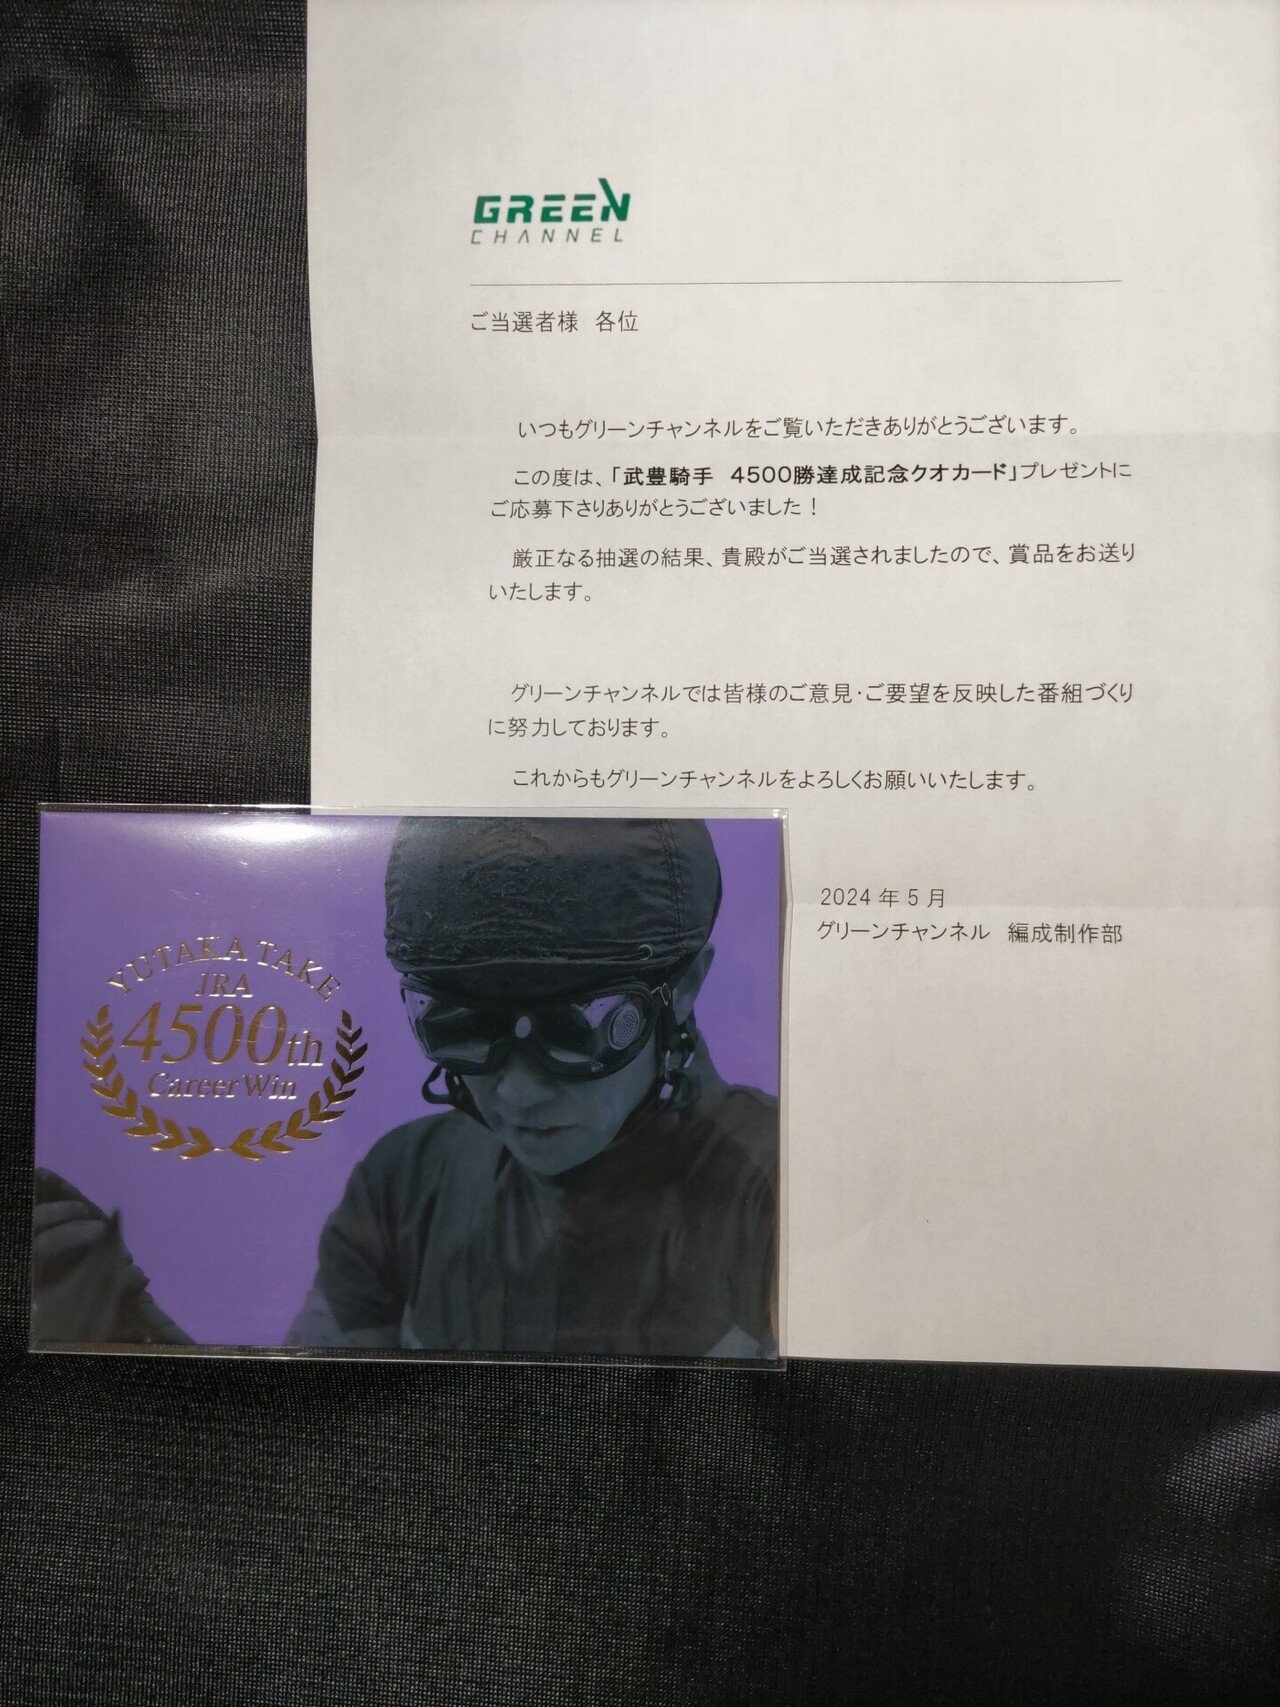 GREEN
CHANNEL
ご当選者様　各位
いつもグリーンチャンネルをご覧いただきありがとうございます。
この度は、「武豊騎手　4500勝達成記念クオカード」プレゼントに
ご応募下さりありがとうございました！
厳正なる抽選の結果、貴殿がご当選されましたので、賞品をお送り
いたします。
グリーンチャンネルでは皆様のご意見・ご要望を反映した番組づくり
に努力しております。
これからもグリーンチャンネルをよろしくお願いいたします。
2024年5月
グリーンチャンネル　編成制作部
YUTAKA TAKE
JRA
4500th
Career Win